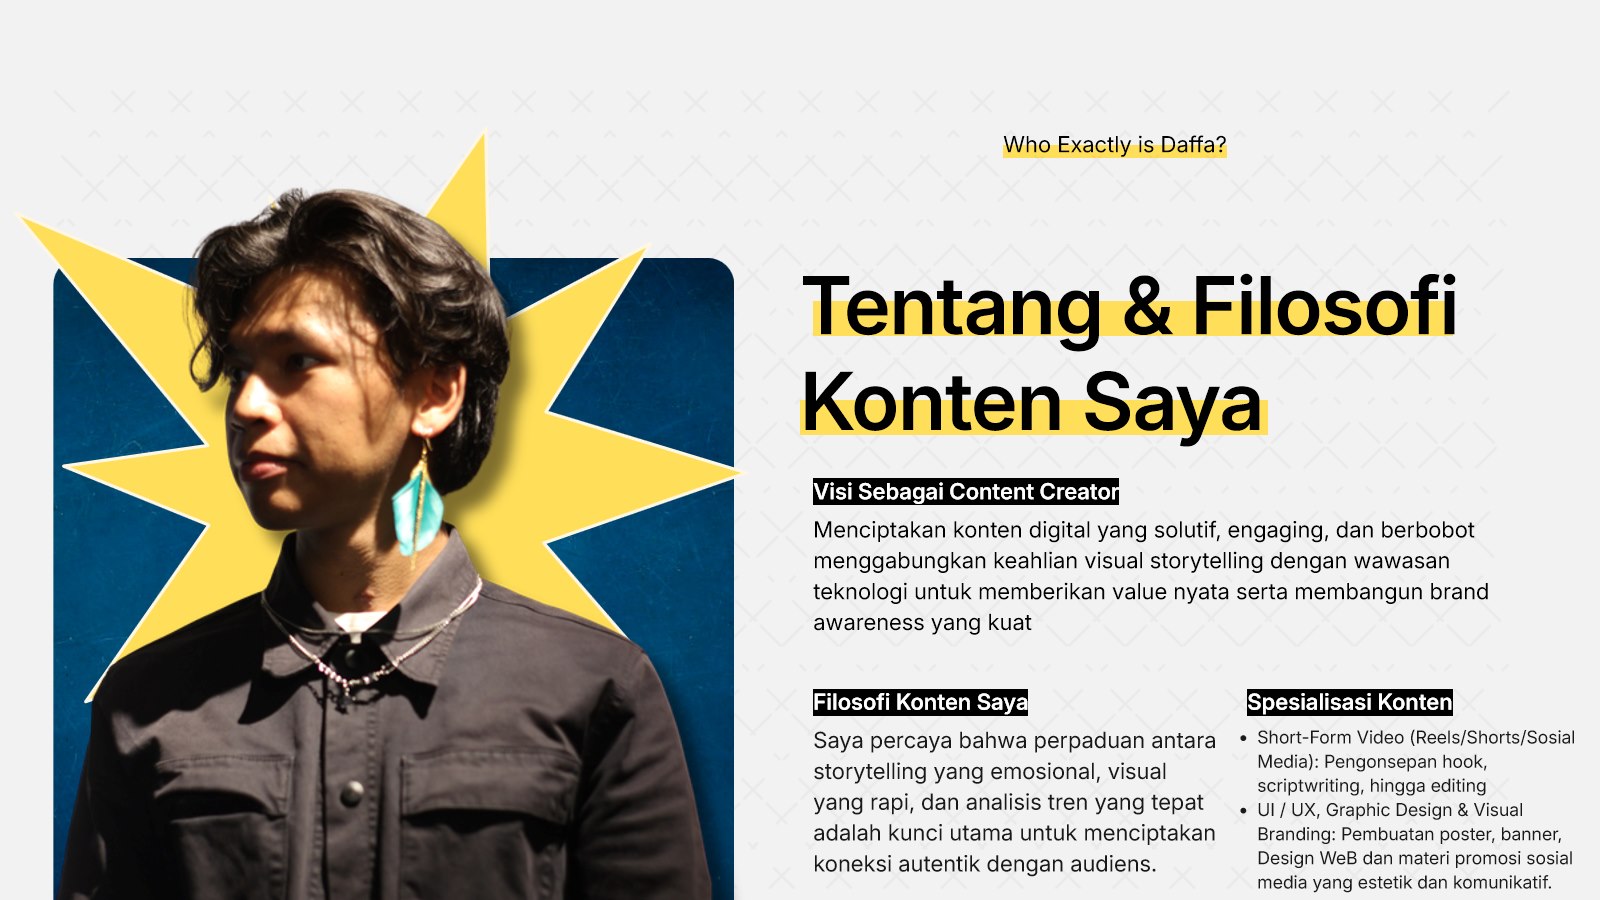 Who Exactly is Daffa?
Tentang & Filosofi
Konten Saya
Visi Sebagai Content Creator
Menciptakan konten digital yang solutif, engaging, dan berbobot
menggabungkan keahlian visual storytelling dengan wawasan
teknologi untuk memberikan value nyata serta membangun brand
awareness yang kuat
Filosofi Konten Saya
Saya percaya bahwa perpaduan antara
storytelling yang emosional, visual
yang rapi, dan analisis tren yang tepat
adalah kunci utama untuk menciptakan
koneksi autentik dengan audiens.
Spesialisasi Konten
• Short-Form Video (Reels/Shorts/Sosial
Media): Pengonsepan hook,
scriptwriting, hingga editing
• UI / UX, Graphic Design & Visual
Branding: Pembuatan poster, banner,
Design WeB dan materi promosi sosial
media yang estetik dan komunikatif.